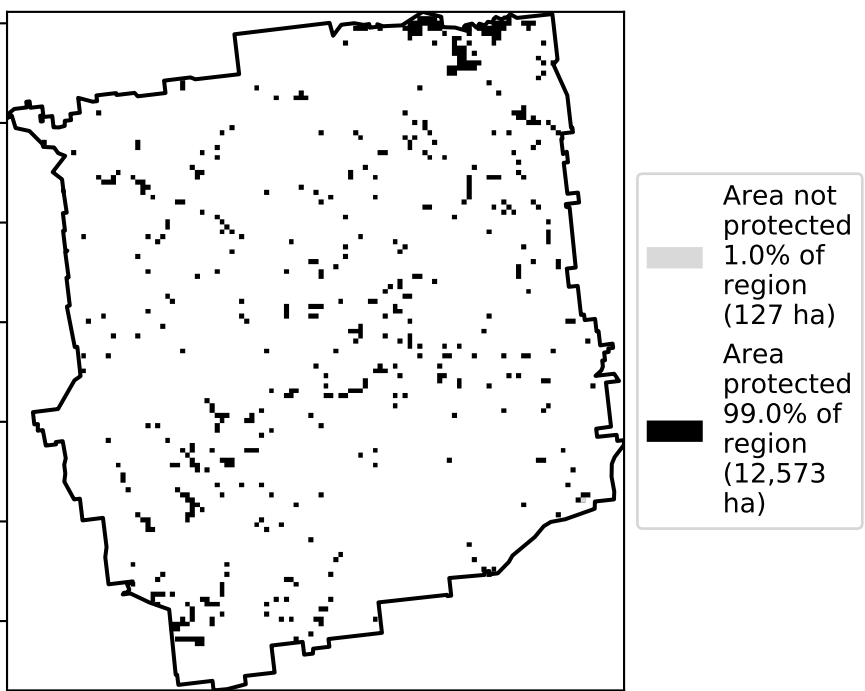 Area not
protected
1.0% of
region
(127 ha)
Area
protected
99.0% of
region
(12,573
ha)